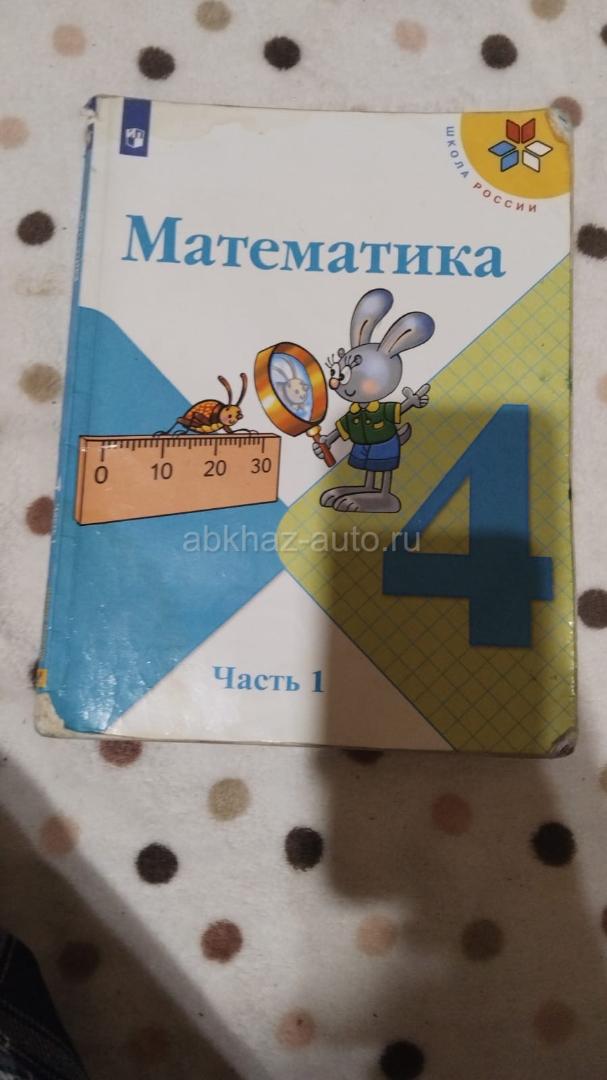 ШКОЛА РОССИИ
Математика
0 10 20 30
abkhaz-auto.ru
4
Часть 1